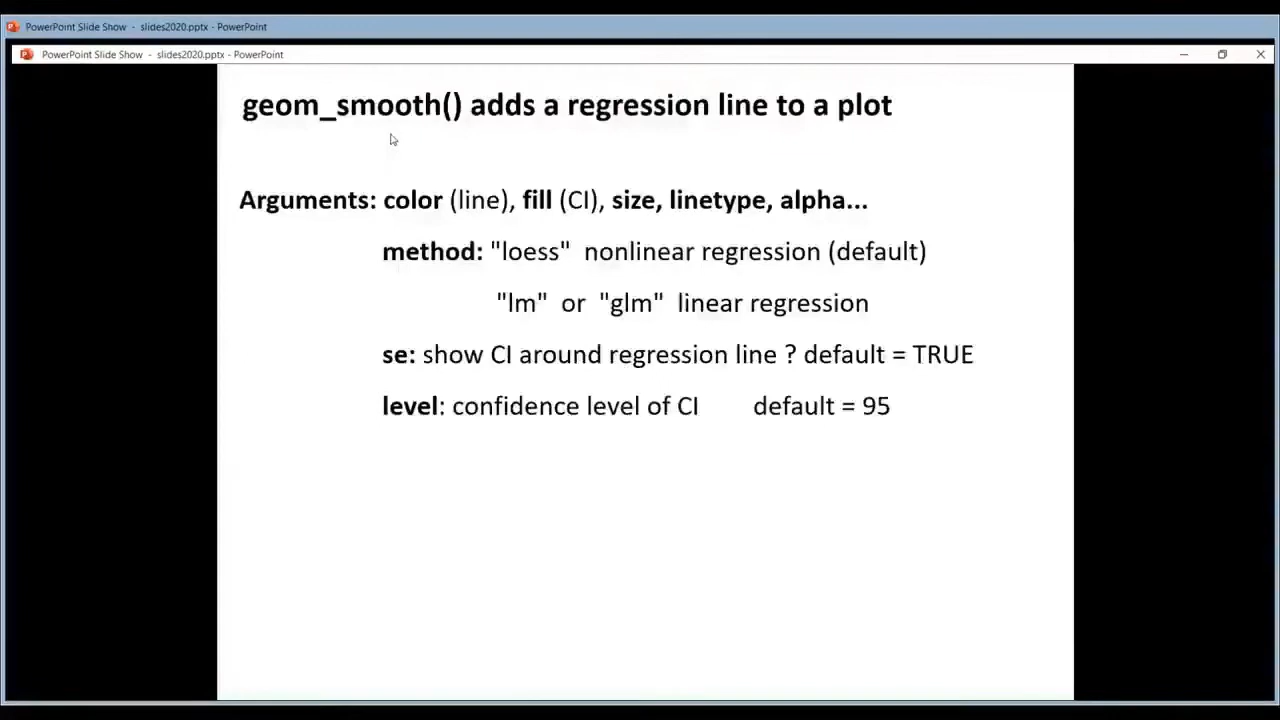 PowerPoint Slide Show - slides2020.pptx - PowerPoint
PowerPoint Slide Show - slides2020.pptx - PowerPoint
geom_smooth() adds a regression line to a plot
Arguments: color (line), fill (CI), size, linetype, alpha...
method: "loess" nonlinear regression (default)
"lm" or "glm" linear regression
se: show CI around regression line ? default = TRUE
level: confidence level of CI default = 95